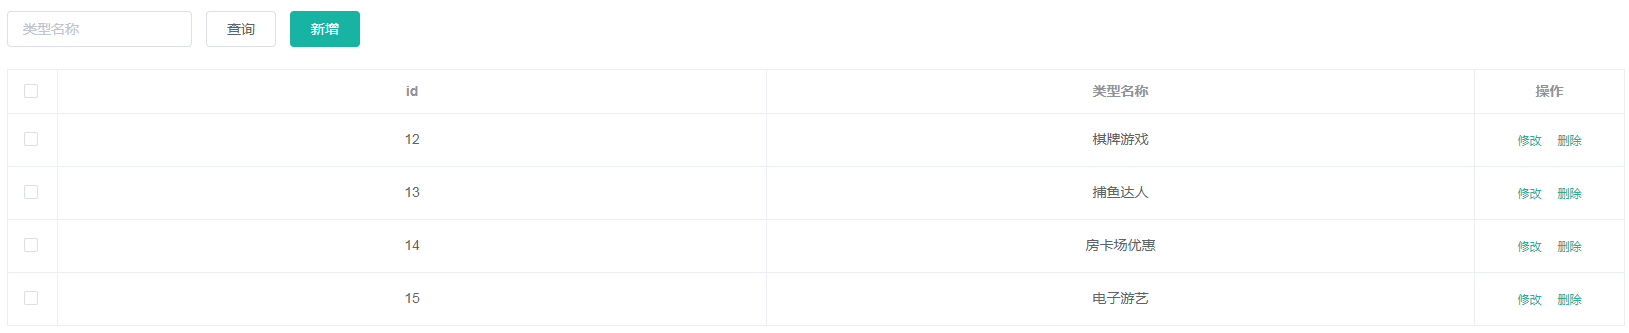 类型名称 查询 新增
id 类型名称 操作
12 棋牌游戏 修改 删除
13 捕鱼达人 修改 删除
14 房卡场优惠 修改 删除
15 电子游艺 修改 删除